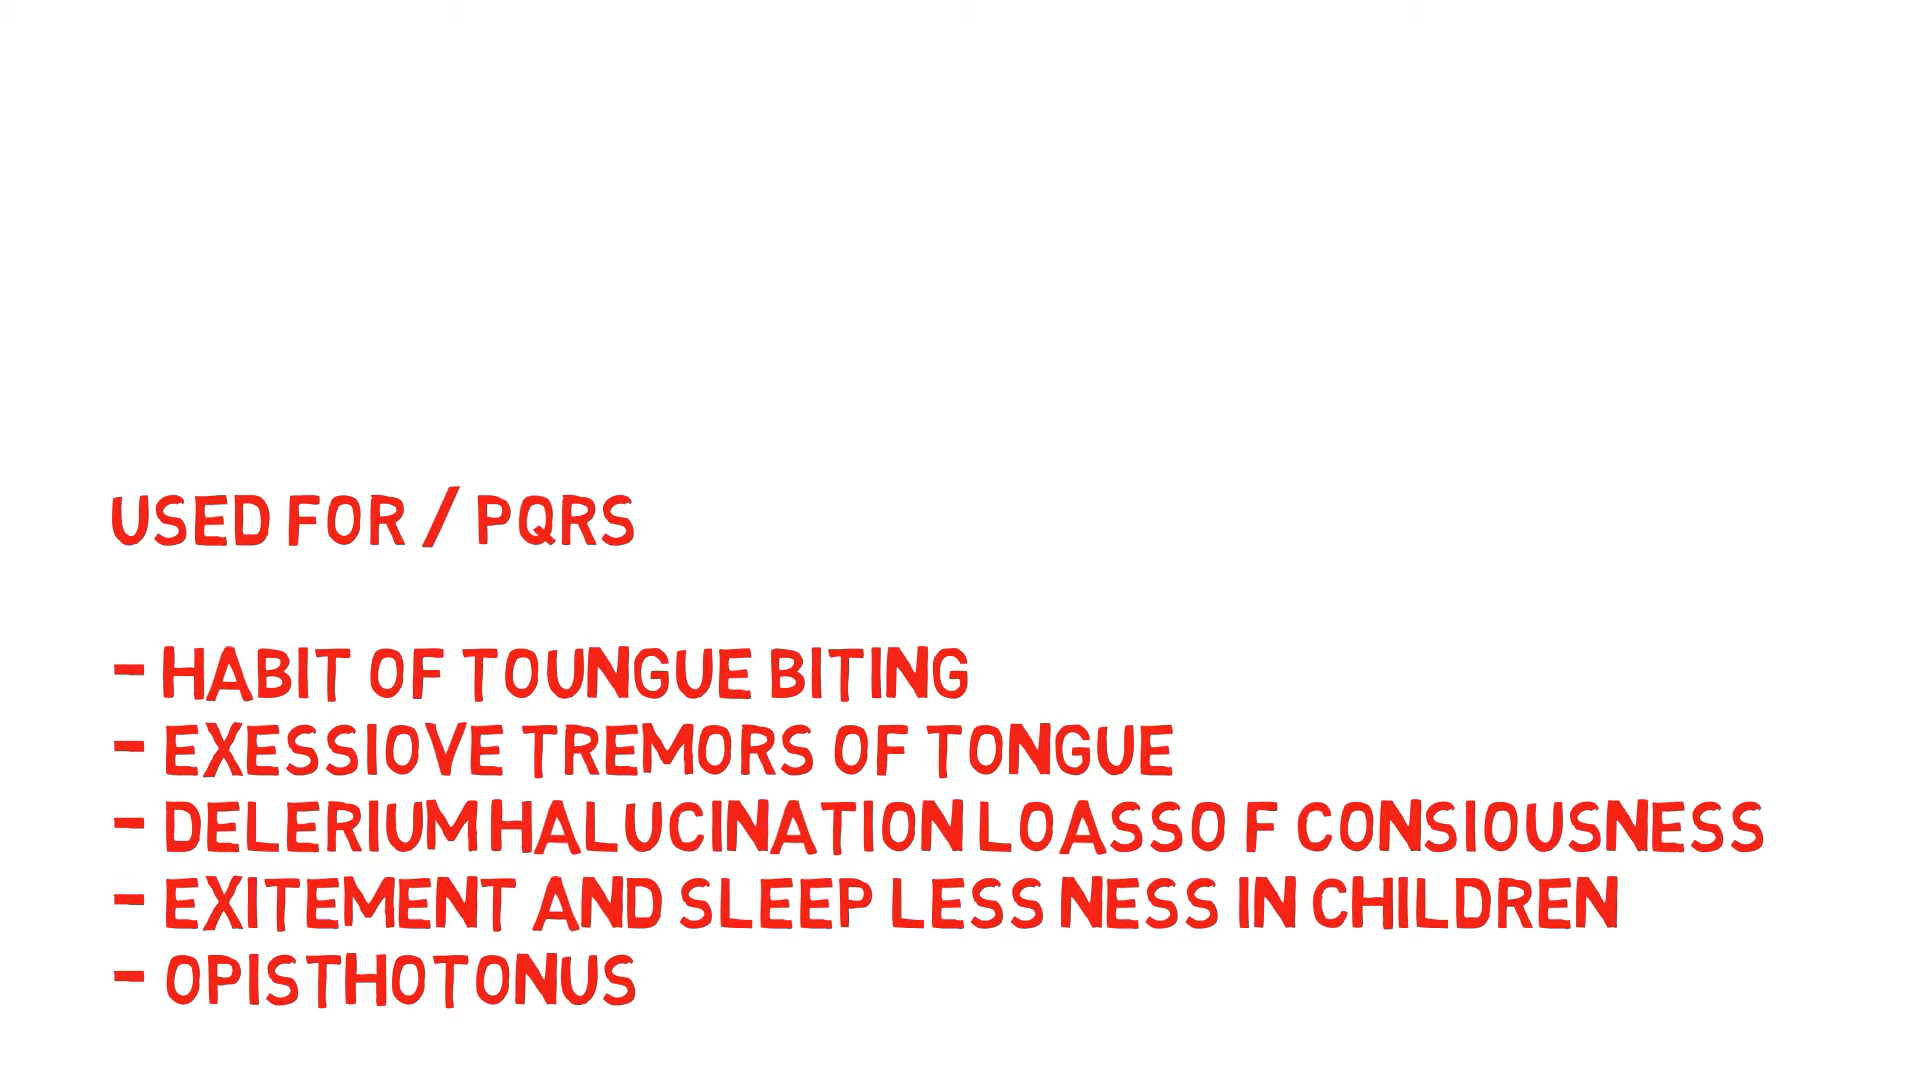 USED FOR / PQRS
- HABIT OF TOUNGUE BITING
- EXESSIOVE TREMORS OF TONGUE
- DELERIUM HALUCINATION LOASSO F CONSIOUSNESS
- EXITEMENT AND SLEEP LESS NESS IN CHILDREN
- OPISTHOTONUS